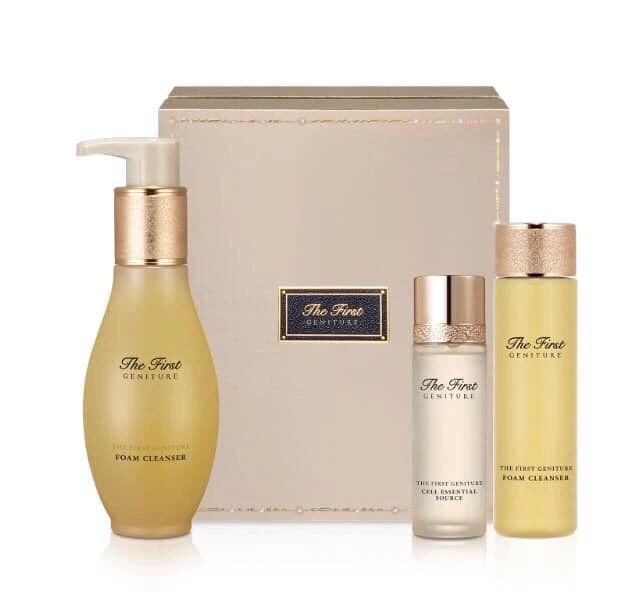 The First
GENITURE
THE FIRST GENITURE
FOAM CLEANSER
The First
GENITURE
The First
GENITURE
THE FIRST GENITURE
CELL ESSENTIAL
SOURCE
The First
GENITURE
THE FIRST GENITURE
FOAM CLEANSER